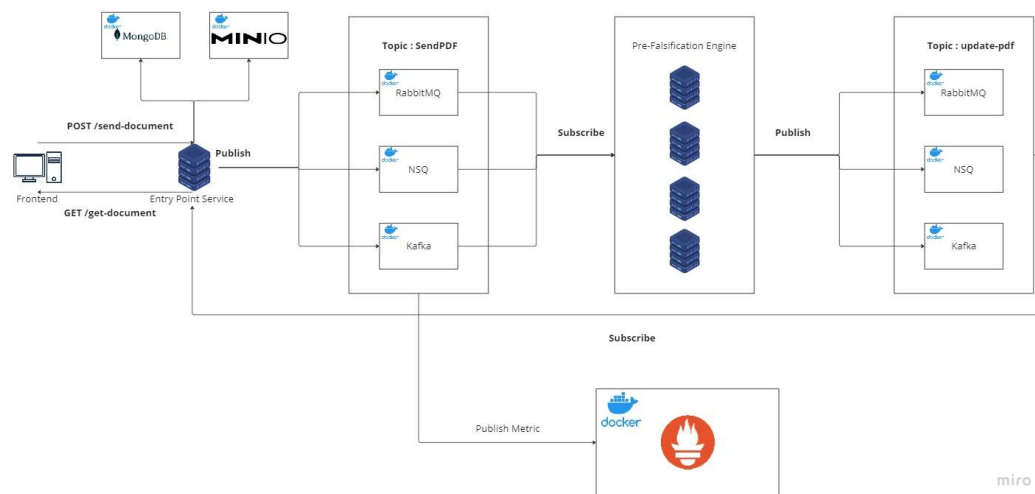 docker
MongoDB
docker
MINIO
Topic : SendPDF
Pre-Falsification Engine
Topic : update-pdf
docker
RabbitMQ
docker
RabbitMQ
POST /send-document
Publish
Subscribe
Publish
docker
NSQ
docker
NSQ
Frontend
Entry Point Service
GET /get-document
docker
Kafka
docker
Kafka
Subscribe
docker
Publish Metric
miro